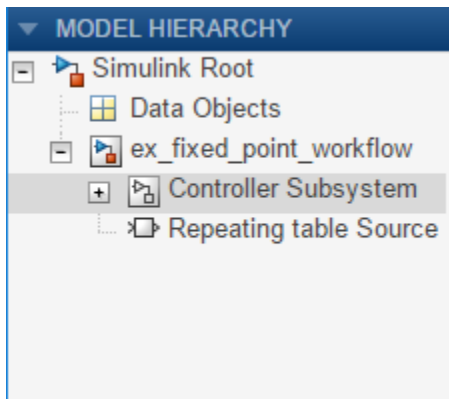 MODEL HIERARCHY
Simulink Root
Data Objects
ex_fixed_point_workflow
Controller Subsystem
Repeating table Source